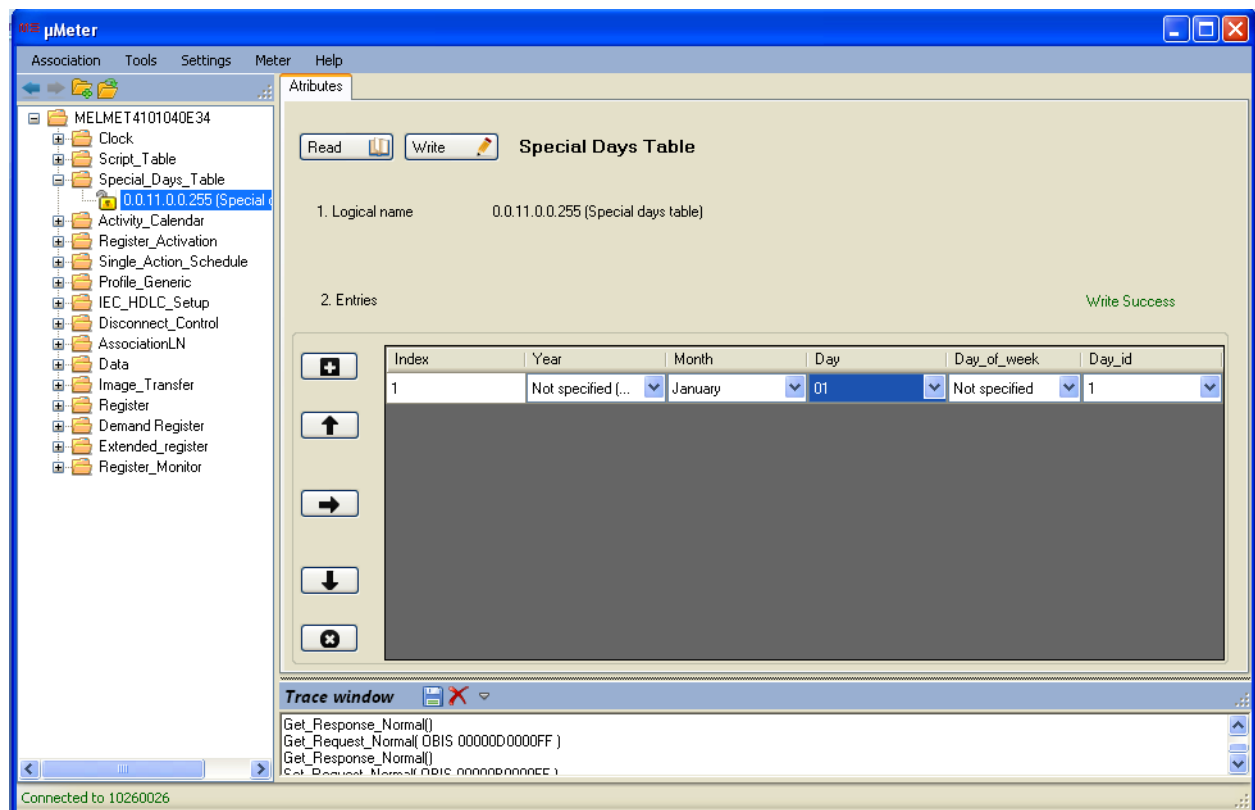 µMeter
Association Tools Settings Meter Help
Atributes
MELMET4101040E34
Clock
Script_Table
Special_Days_Table
0.0.11.0.0.255 (Special
Activity_Calendar
Register_Activation
Single_Action_Schedule
Profile_Generic
IEC_HDLC_Setup
Disconnect_Control
AssociationLN
Data
Image_Transfer
Register
Demand Register
Extended_register
Register_Monitor
Read Write Special Days Table
1. Logical name 0.0.11.0.0.255 (Special days table)
2. Entries Write Success
Index Year Month Day Day_of_week Day_id
1 Not specified (... January 01 Not specified 1
Trace window
Get_Response_Normal()
Get_Request_Normal( OBIS 00000D0000FF )
Get_Response_Normal()
Set_Request_Normal( OBIS 00000B0000FF )
Connected to 10260026